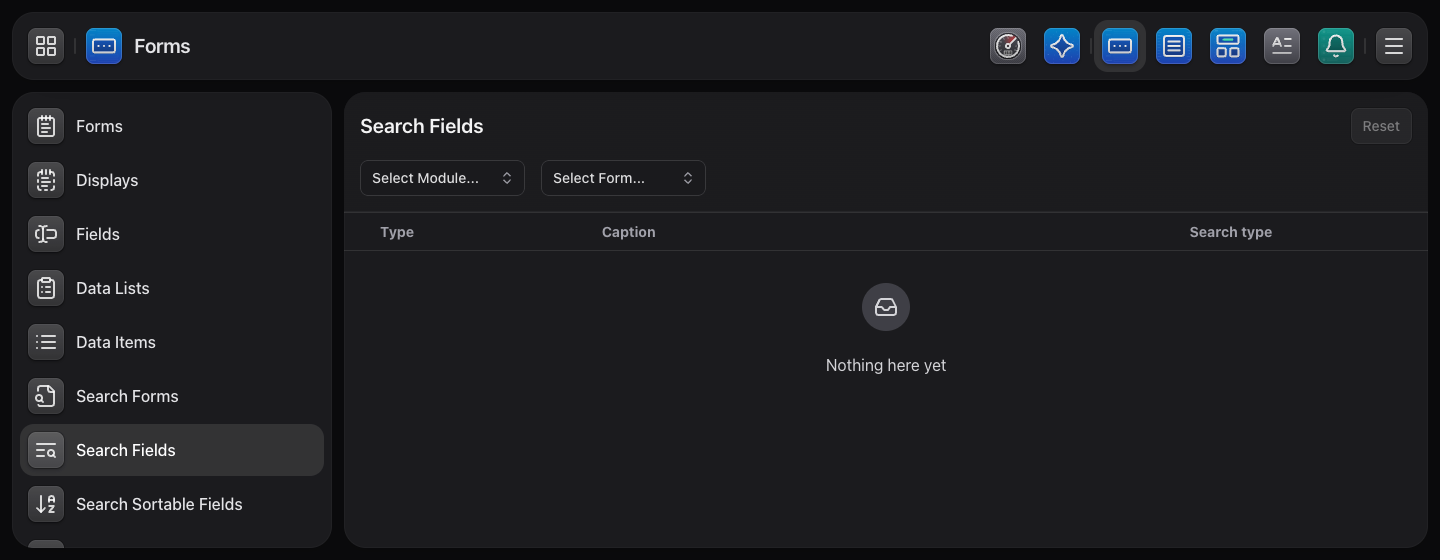 Forms
Forms
Displays
Fields
Data Lists
Data Items
Search Forms
Search Fields
Search Sortable Fields
Search Fields
Reset
Select Module...
Select Form...
Type
Caption
Search type
Nothing here yet